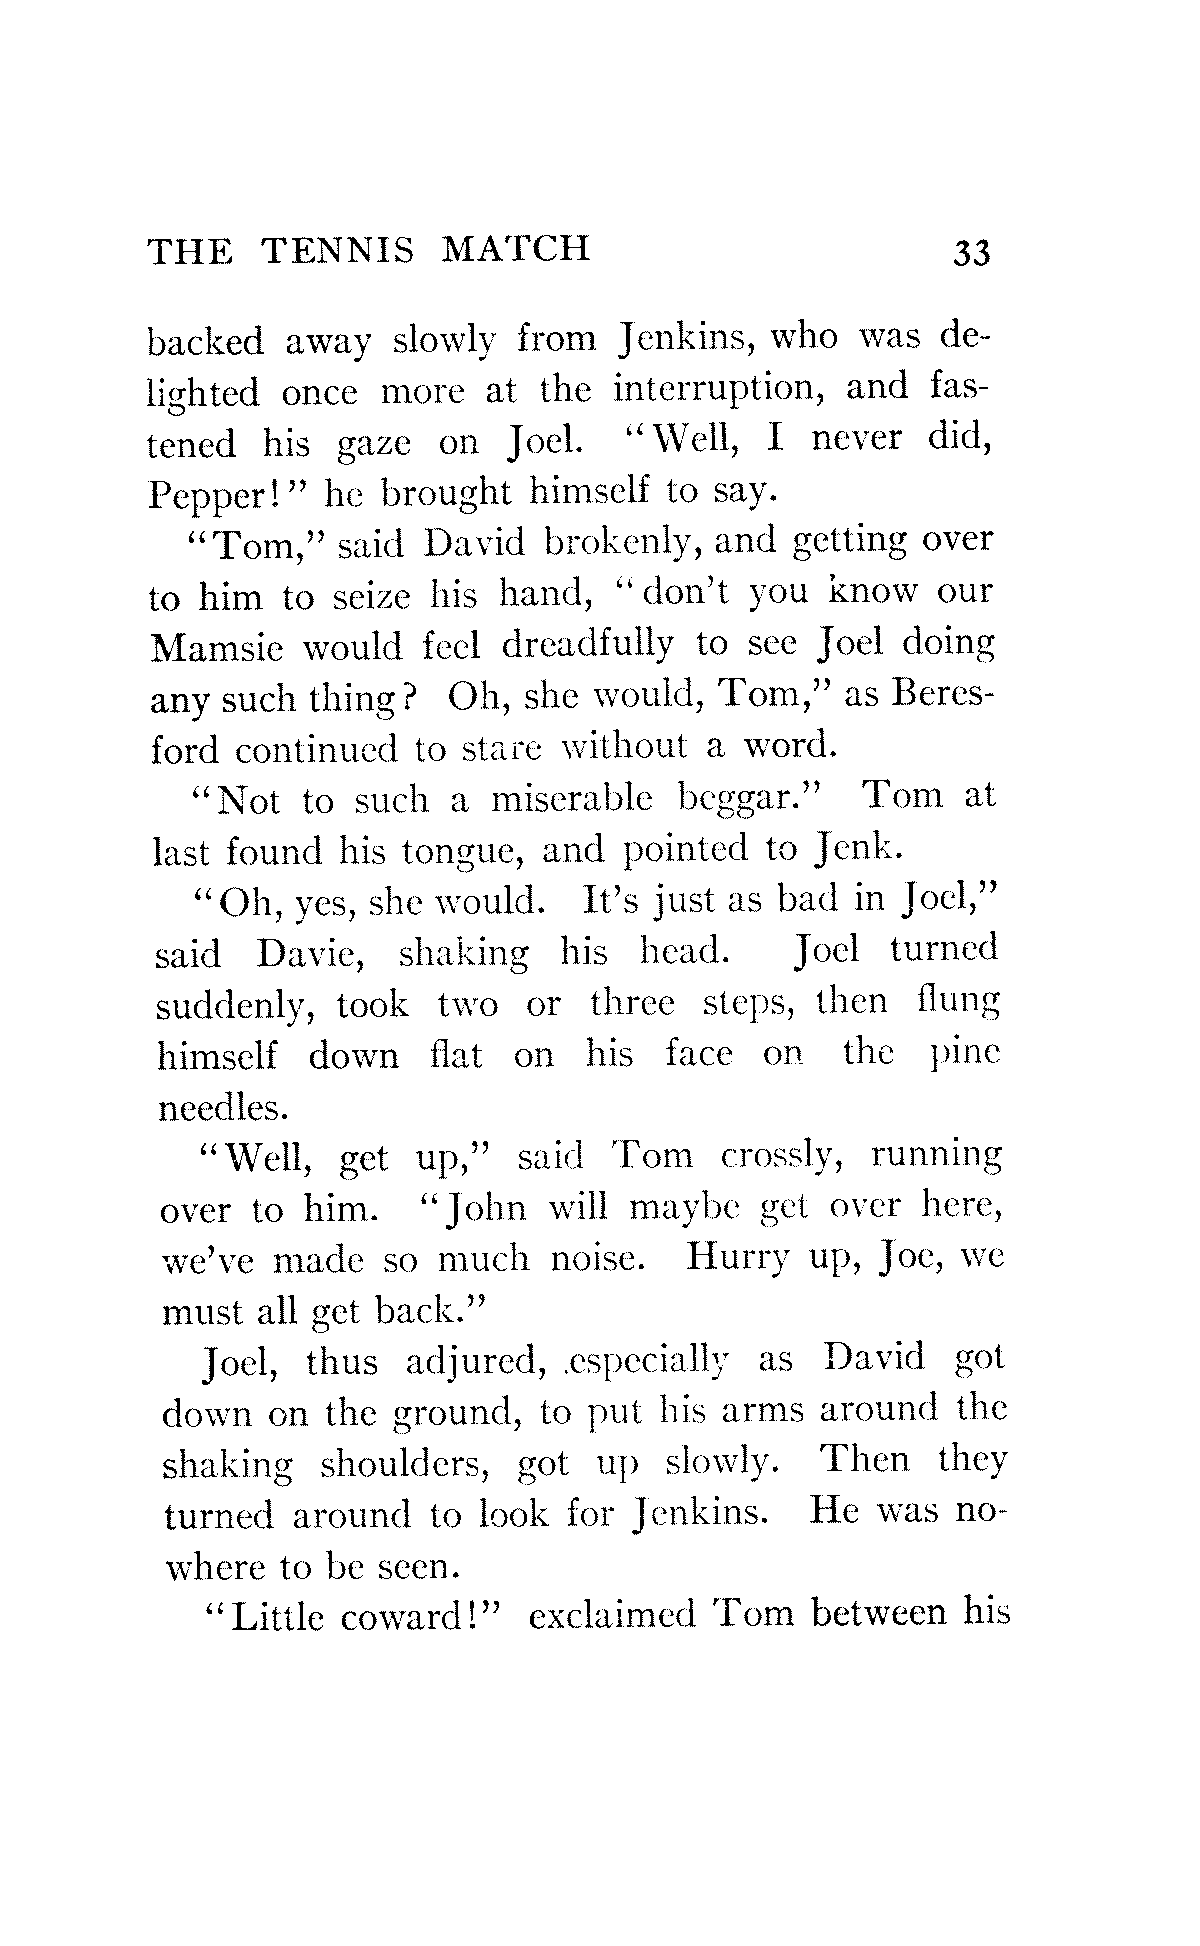 THE TENNIS MATCH 33
backed away slowly from Jenkins, who was de-
lighted once more at the interruption, and fas-
tened his gaze on Joel. "Well, I never did,
Pepper!" he brought himself to say.
"Tom," said David brokenly, and getting over
to him to seize his hand, "don't you know our
Mamsie would feel dreadfully to see Joel doing
any such thing? Oh, she would, Tom," as Beres-
ford continued to stare without a word.
"Not to such a miserable beggar." Tom at
last found his tongue, and pointed to Jenk.
"Oh, yes, she would. It's just as bad in Joel,"
said Davie, shaking his head. Joel turned
suddenly, took two or three steps, then flung
himself down flat on his face on the pine
needles.
"Well, get up," said Tom crossly, running
over to him. "John will maybe get over here,
we've made so much noise. Hurry up, Joe, we
must all get back."
Joel, thus adjured, especially as David got
down on the ground, to put his arms around the
shaking shoulders, got up slowly. Then they
turned around to look for Jenkins. He was no-
where to be seen.
"Little coward!" exclaimed Tom between his